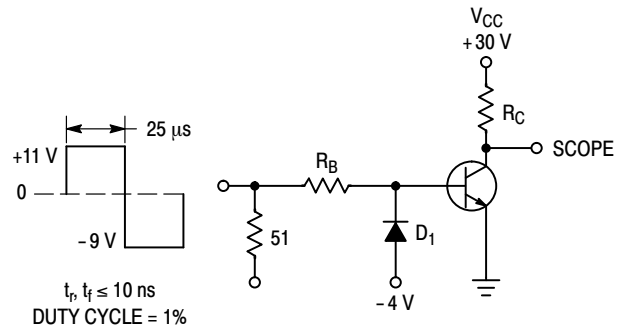 V_CC
+30 V
25 μs
R_C
+11 V
SCOPE
R_B
0
51
D_1
-9 V
-4 V
t_r, t_f ≤ 10 ns
DUTY CYCLE = 1%